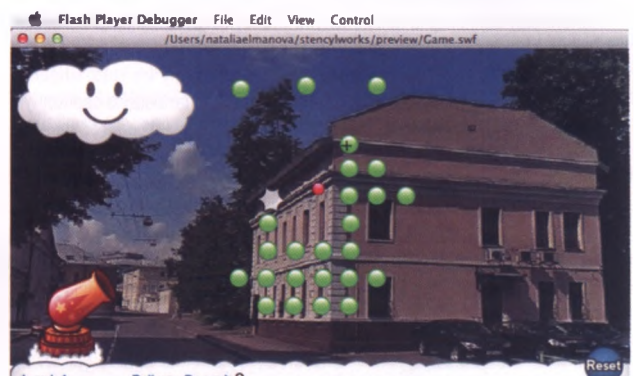 Flash Player Debugger File Edit View Control
/Users/nataliaelmanova/stencylworks/preview/Game.swf
Reset